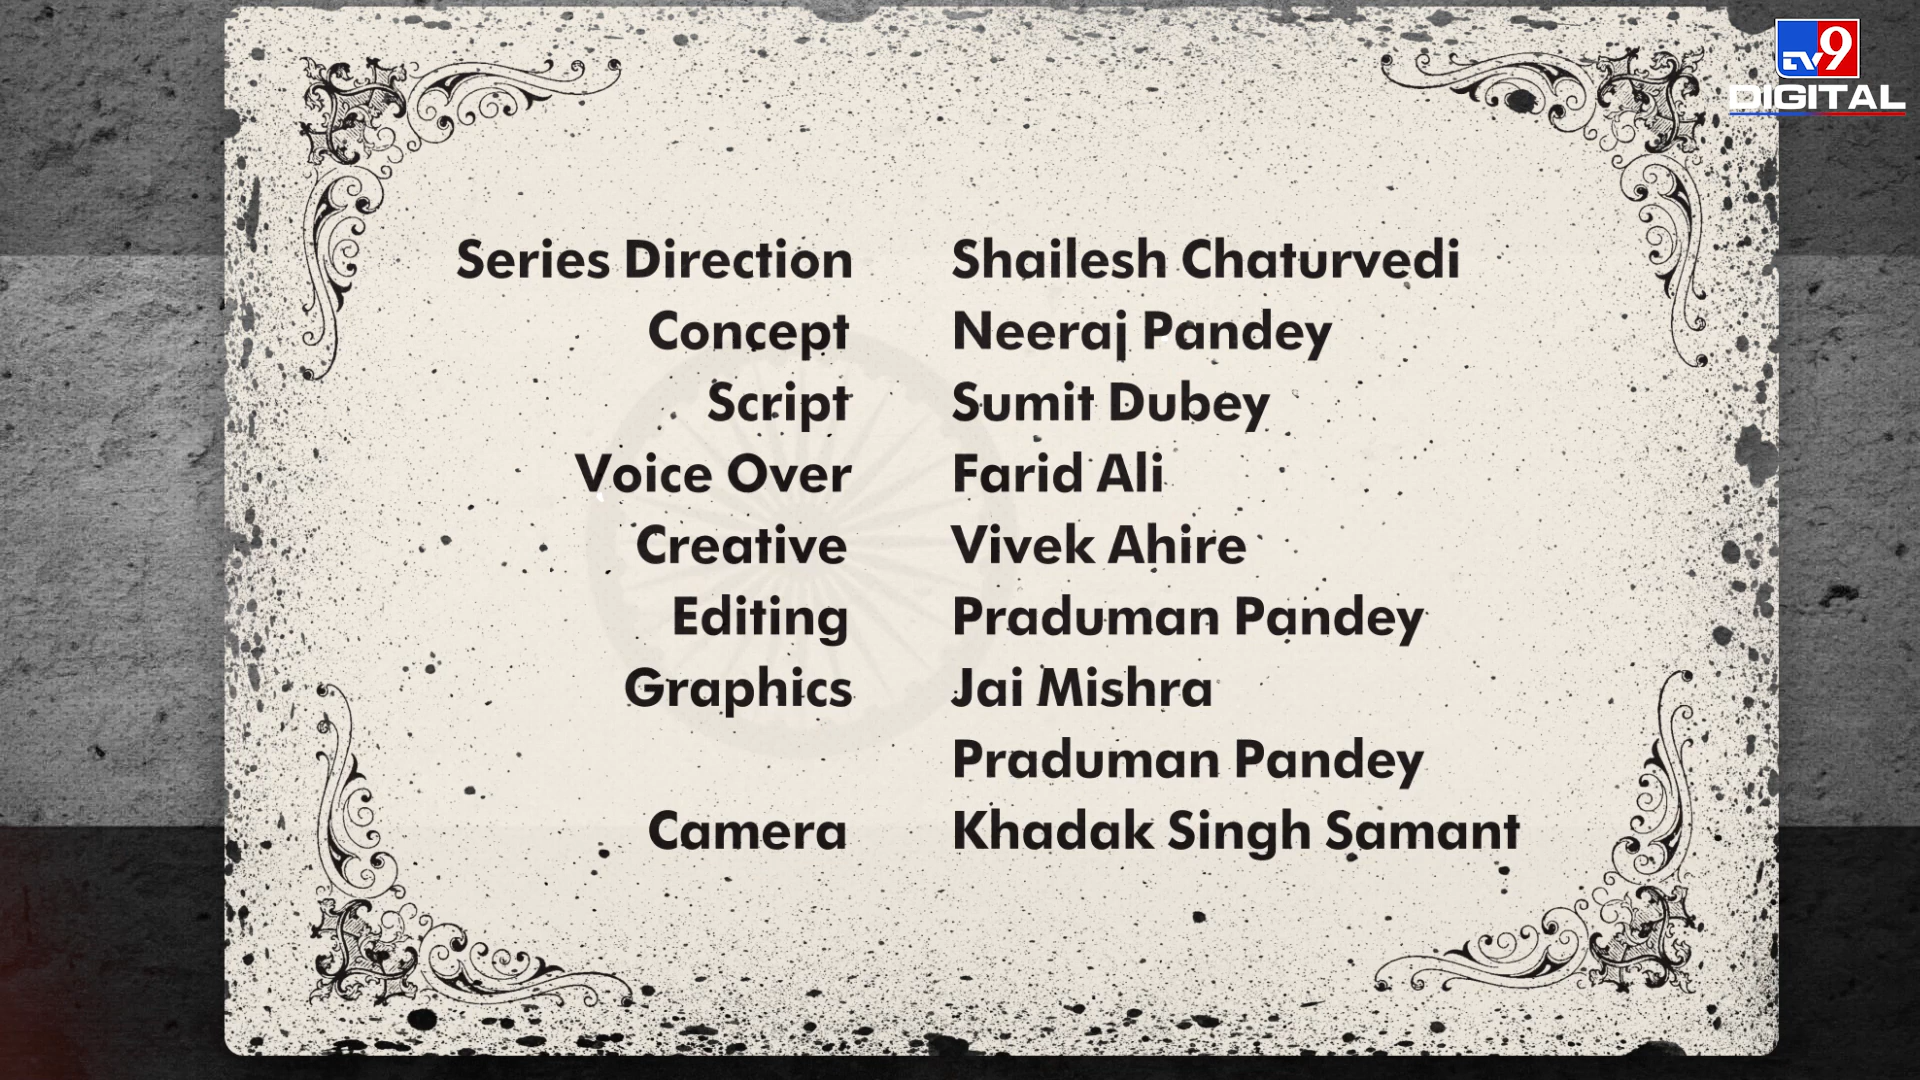 TV9
DIGITAL
Series Direction Shailesh Chaturvedi
Concept Neeraj Pandey
Script Sumit Dubey
Voice Over Farid Ali
Creative Vivek Ahire
Editing Praduman Pandey
Graphics Jai Mishra
Praduman Pandey
Camera Khadak Singh Samant